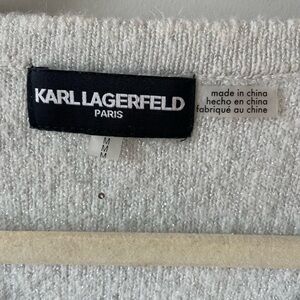 KARL LAGERFELD
PARIS
made in china
hecho en china
fabriqué au chine
M
M
M